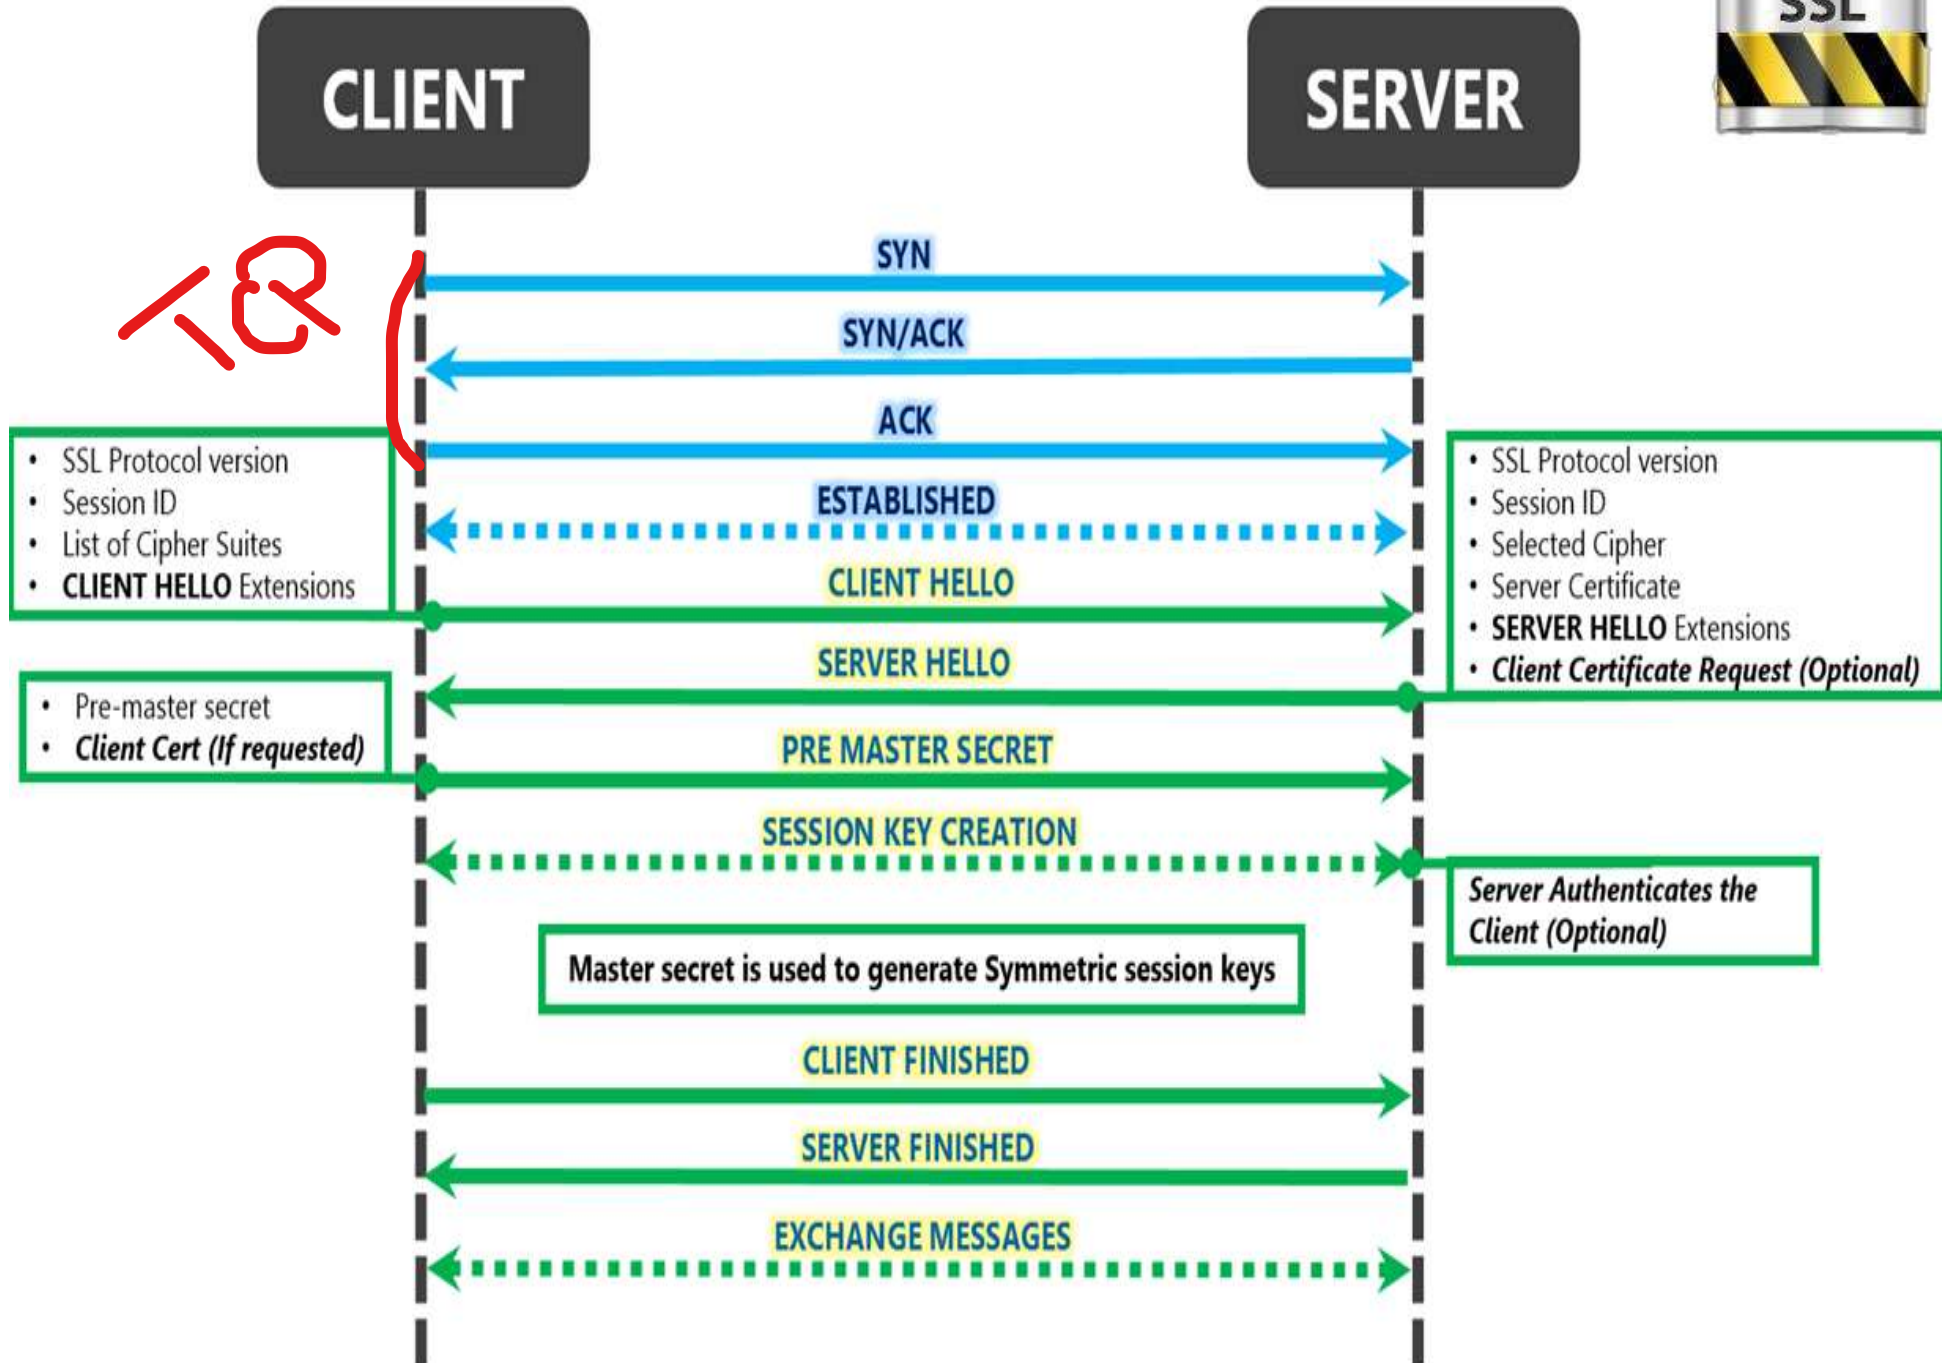 SSL
CLIENT
SERVER
TCP
SYN
SYN/ACK
ACK
ESTABLISHED
• SSL Protocol version
• Session ID
• List of Cipher Suites
• CLIENT HELLO Extensions
• SSL Protocol version
• Session ID
• Selected Cipher
• Server Certificate
• SERVER HELLO Extensions
• Client Certificate Request (Optional)
CLIENT HELLO
SERVER HELLO
• Pre-master secret
• Client Cert (If requested)
PRE MASTER SECRET
SESSION KEY CREATION
Server Authenticates the
Client (Optional)
Master secret is used to generate Symmetric session keys
CLIENT FINISHED
SERVER FINISHED
EXCHANGE MESSAGES